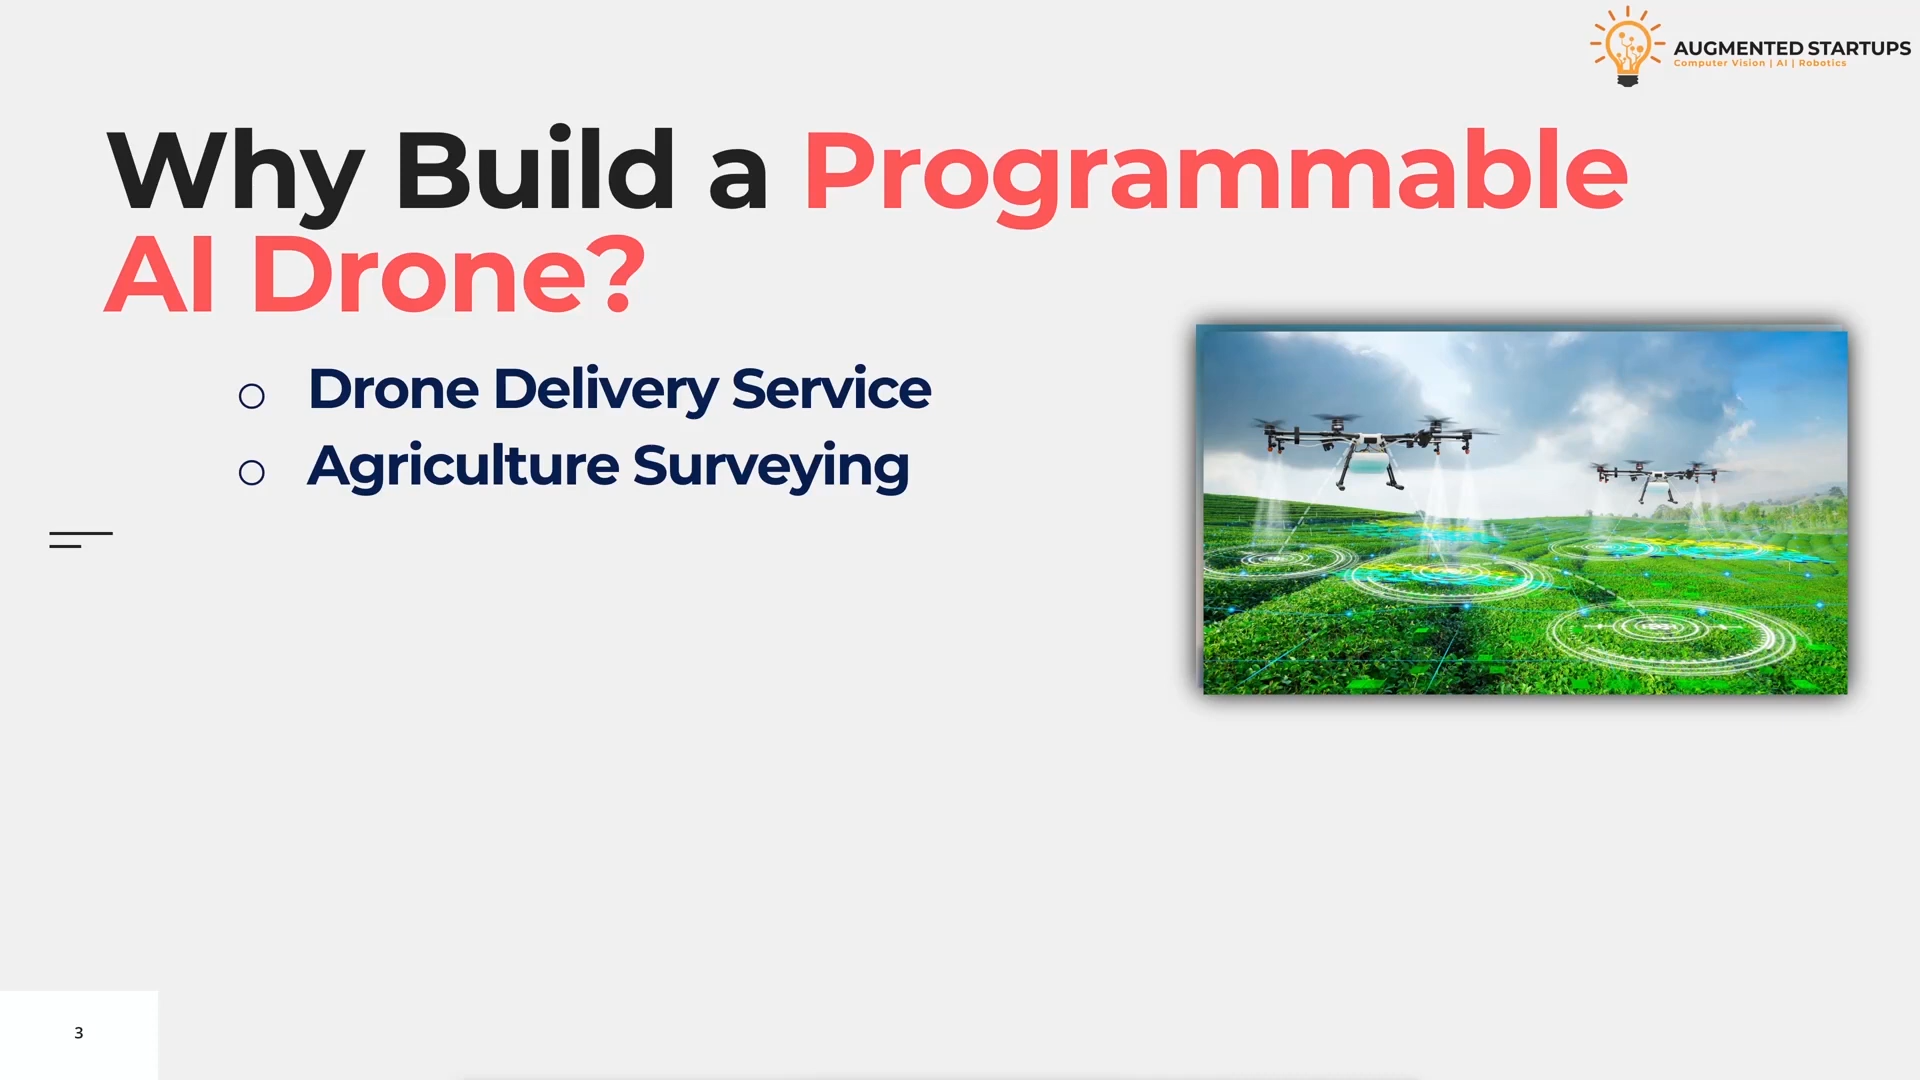 AUGMENTED STARTUPS
Computer Vision | AI | Robotics
Why Build a Programmable
AI Drone?
Drone Delivery Service
Agriculture Surveying
3